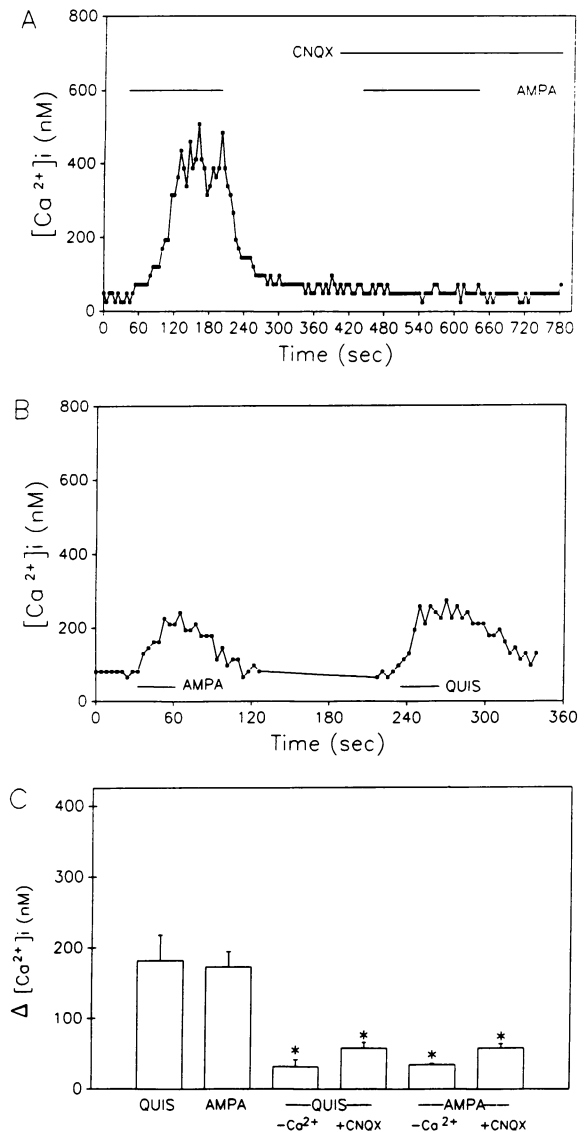 A
800
CNQX
600
AMPA
400
200
0
[Ca 2+]i (nM)
0 60 120 180 240 300 360 420 480 540 600 660 720 780
Time (sec)
B
800
600
400
200
0
[Ca 2+]i (nM)
AMPA
QUIS
0 60 120 180 240 300 360
Time (sec)
C
400
300
200
100
0
Δ [Ca2+]i (nM)
* * * *
QUIS AMPA QUIS AMPA
-Ca2+ +CNQX -Ca2+ +CNQX